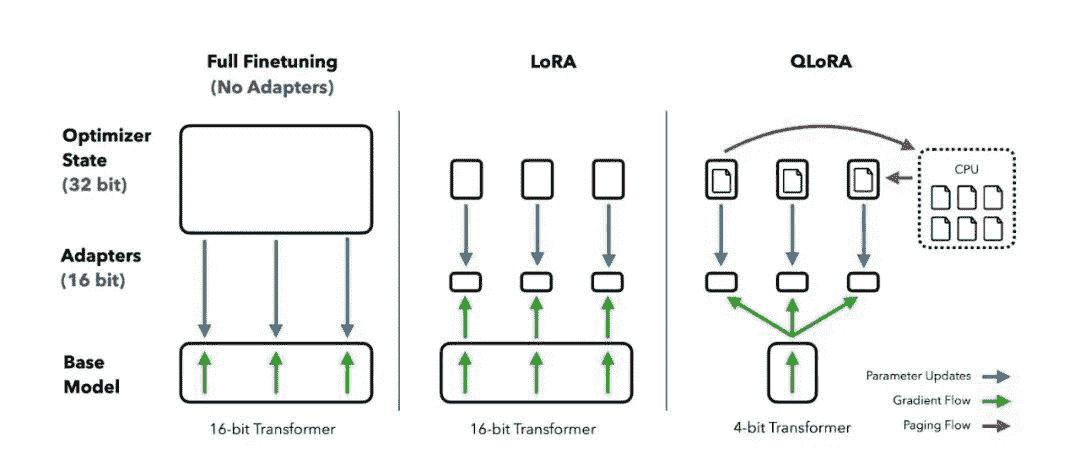 Full Finetuning
(No Adapters)
LoRA
QLoRA
Optimizer
State
(32 bit)
CPU
Adapters
(16 bit)
Base
Model
16-bit Transformer
16-bit Transformer
4-bit Transformer
Parameter Updates
Gradient Flow
Paging Flow